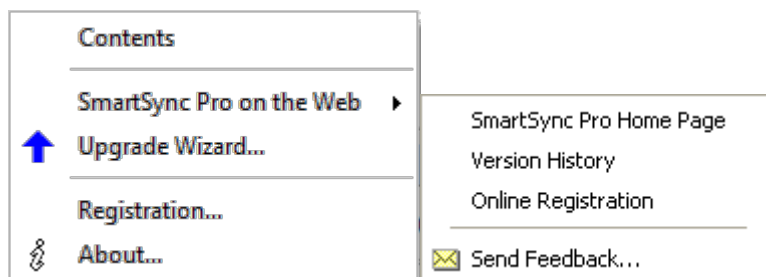 Contents
SmartSync Pro on the Web
Upgrade Wizard...
Registration...
About...
SmartSync Pro Home Page
Version History
Online Registration
Send Feedback...